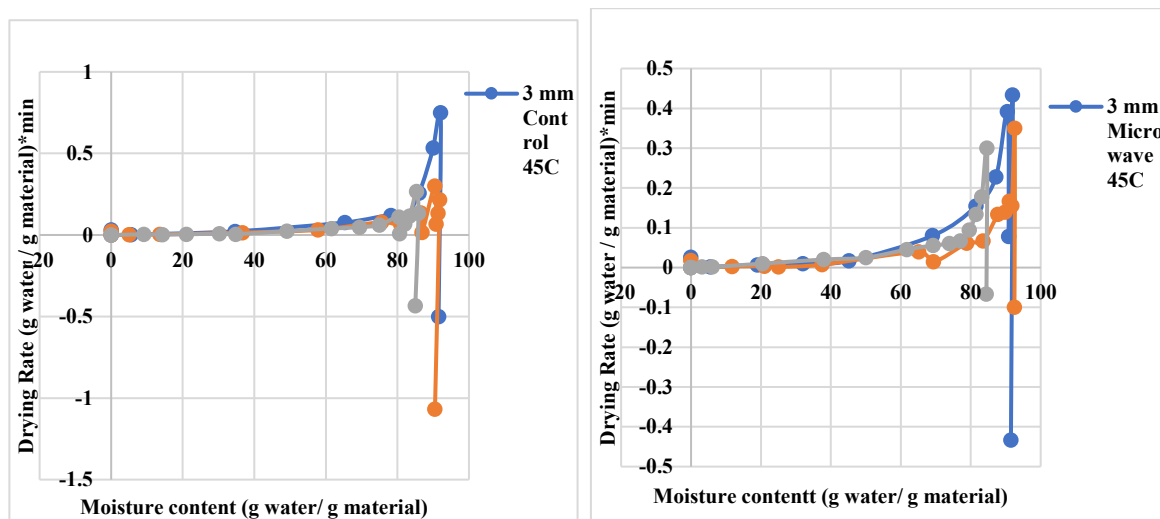 Drying Rate (g water / g material)*min
1
0.5
0
-0.5
-1
-1.5
20
0
20
40
60
80
100
Moisture content (g water/ g material)
3 mm
Cont
rol
45C
Drying Rate (g water / g material)*min
0.5
0.4
0.3
0.2
0.1
0
-0.1
-0.2
-0.3
-0.4
-0.5
20
0
20
40
60
80
100
Moisture contentt (g water/ g material)
3 mm
Micro
wave
45C